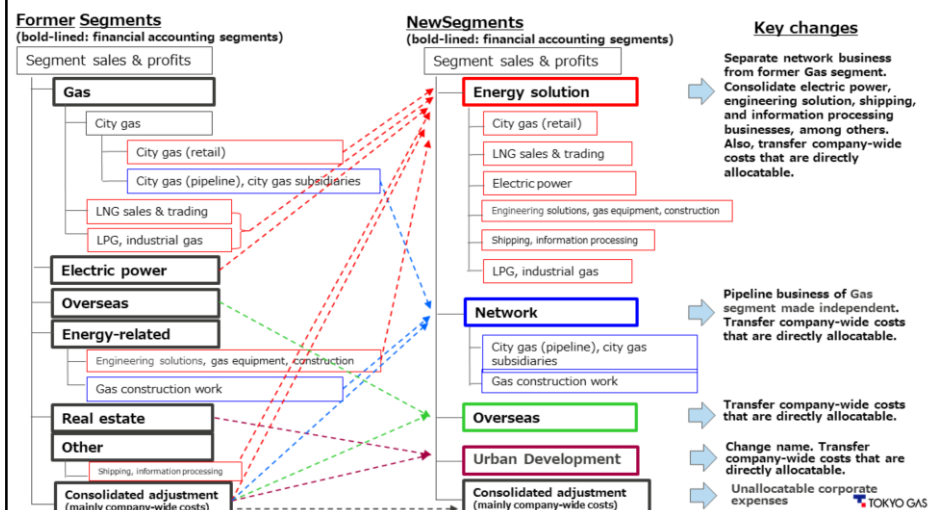 Former Segments
(bold-lined: financial accounting segments)
Segment sales & profits
Gas
City gas
City gas (retail)
City gas (pipeline), city gas subsidiaries
LNG sales & trading
LPG, industrial gas
Electric power
Overseas
Energy-related
Engineering solutions, gas equipment, construction
Gas construction work
Real estate
Other
Shipping, information processing
Consolidated adjustment
(mainly company-wide costs)
NewSegments
(bold-lined: financial accounting segments)
Segment sales & profits
Energy solution
City gas (retail)
LNG sales & trading
Electric power
Engineering solutions, gas equipment, construction
Shipping, information processing
LPG, industrial gas
Network
City gas (pipeline), city gas
subsidiaries
Gas construction work
Overseas
Urban Development
Consolidated adjustment
(mainly company-wide costs)
Key changes
Separate network business
from former Gas segment.
Consolidate electric power,
engineering solution, shipping,
and information processing
businesses, among others.
Also, transfer company-wide
costs that are directly
allocatable.
Pipeline business of Gas
segment made independent.
Transfer company-wide costs
that are directly allocatable.
Transfer company-wide costs
that are directly allocatable.
Change name. Transfer
company-wide costs that are
directly allocatable.
Unallocatable corporate
expenses
TOKYO GAS